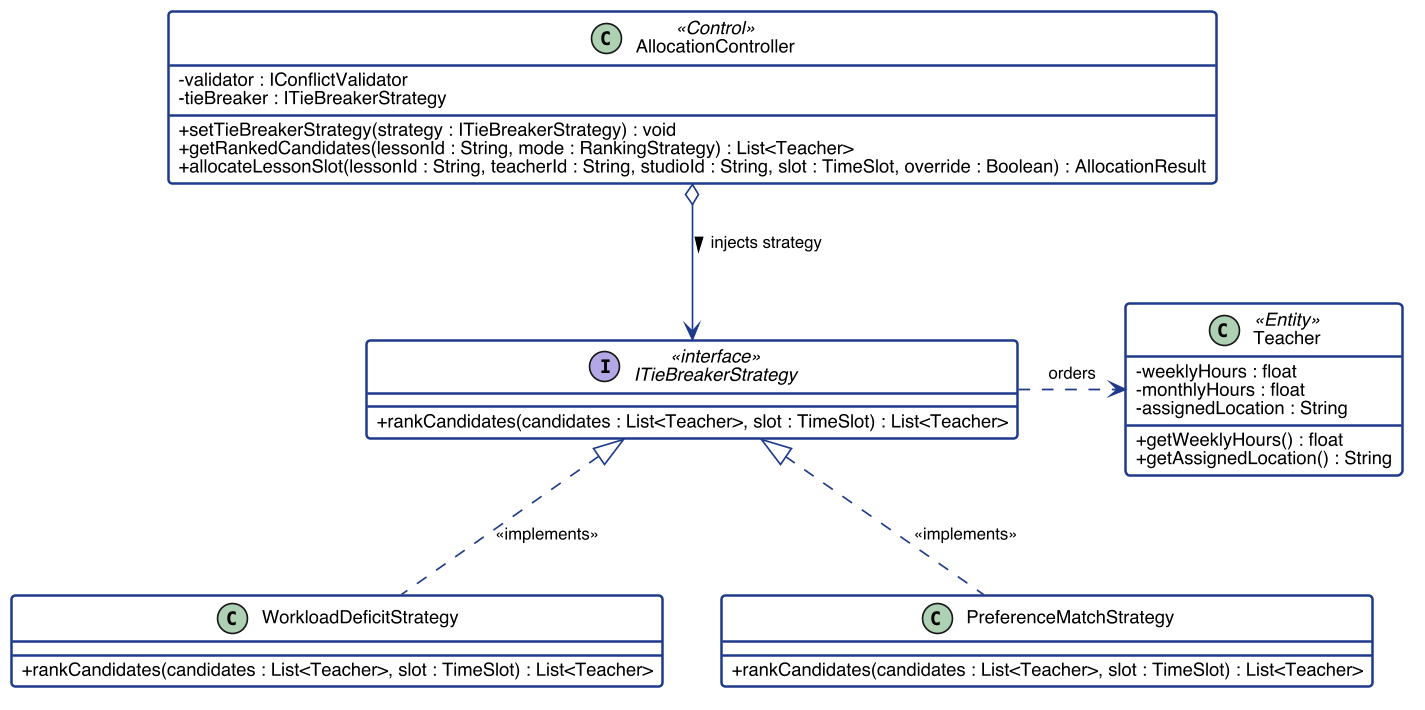 «Control»
C
AllocationController
-validator : IConflictValidator
-tieBreaker : ITieBreakerStrategy
+setTieBreakerStrategy(strategy : ITieBreakerStrategy) : void
+getRankedCandidates(lessonId : String, mode : RankingStrategy) : List<Teacher>
+allocateLessonSlot(lessonId : String, teacherId : String, studioId : String, slot : TimeSlot, override : Boolean) : AllocationResult
injects strategy
«interface»
I
ITieBreakerStrategy
+rankCandidates(candidates : List<Teacher>, slot : TimeSlot) : List<Teacher>
orders
«Entity»
C
Teacher
-weeklyHours : float
-monthlyHours : float
-assignedLocation : String
+getWeeklyHours() : float
+getAssignedLocation() : String
«implements»
«implements»
C WorkloadDeficitStrategy
+rankCandidates(candidates : List<Teacher>, slot : TimeSlot) : List<Teacher>
C PreferenceMatchStrategy
+rankCandidates(candidates : List<Teacher>, slot : TimeSlot) : List<Teacher>